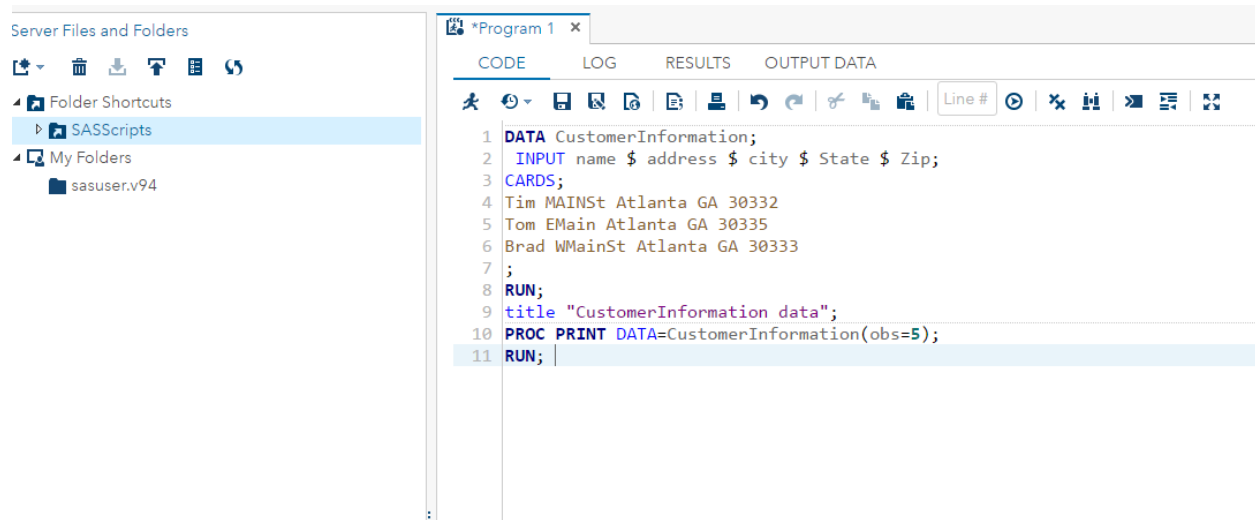 Server Files and Folders
Folder Shortcuts
SASScripts
My Folders
sasuser.v94
*Program 1 ×
CODE LOG RESULTS OUTPUT DATA
Line #
1 DATA CustomerInformation;
2 INPUT name $ address $ city $ State $ Zip;
3 CARDS;
4 Tim MAINSt Atlanta GA 30332
5 Tom EMain Atlanta GA 30335
6 Brad WMainSt Atlanta GA 30333
7 ;
8 RUN;
9 title "CustomerInformation data";
10 PROC PRINT DATA=CustomerInformation(obs=5);
11 RUN;